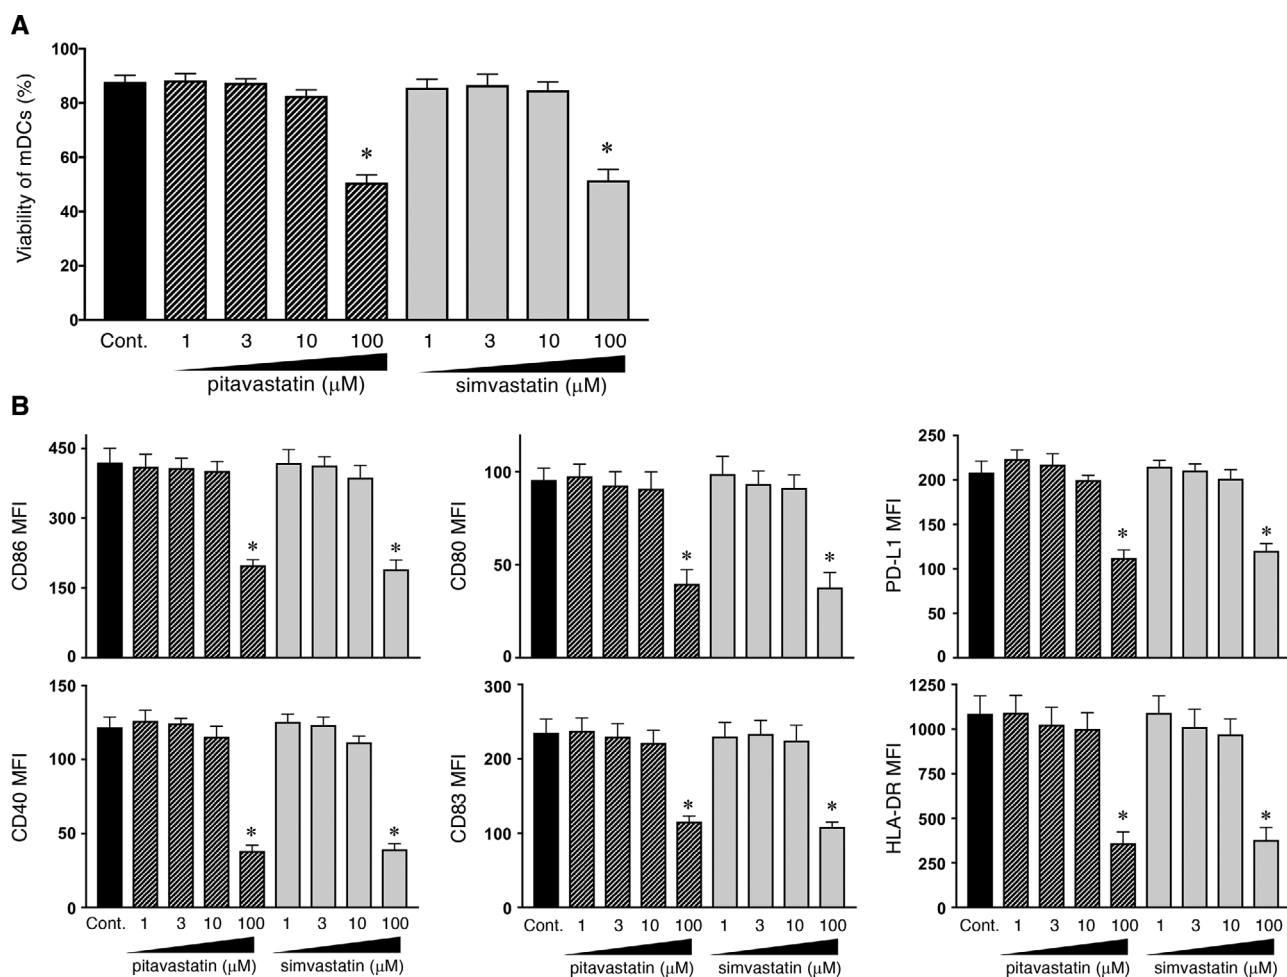 A
Viability of mDCs (%)
100
80
60
40
20
0
*
*
Cont. 1 3 10 100 1 3 10 100
pitavastatin (μM) simvastatin (μM)
B
CD86 MFI
450
300
150
0
*
*
CD80 MFI
100
50
0
*
*
PD-L1 MFI
250
200
150
100
50
0
*
*
CD40 MFI
150
100
50
0
*
*
Cont. 1 3 10 100 1 3 10 100
pitavastatin (μM) simvastatin (μM)
CD83 MFI
300
200
100
0
*
*
Cont. 1 3 10 100 1 3 10 100
pitavastatin (μM) simvastatin (μM)
HLA-DR MFI
1250
1000
750
500
250
0
*
*
Cont. 1 3 10 100 1 3 10 100
pitavastatin (μM) simvastatin (μM)